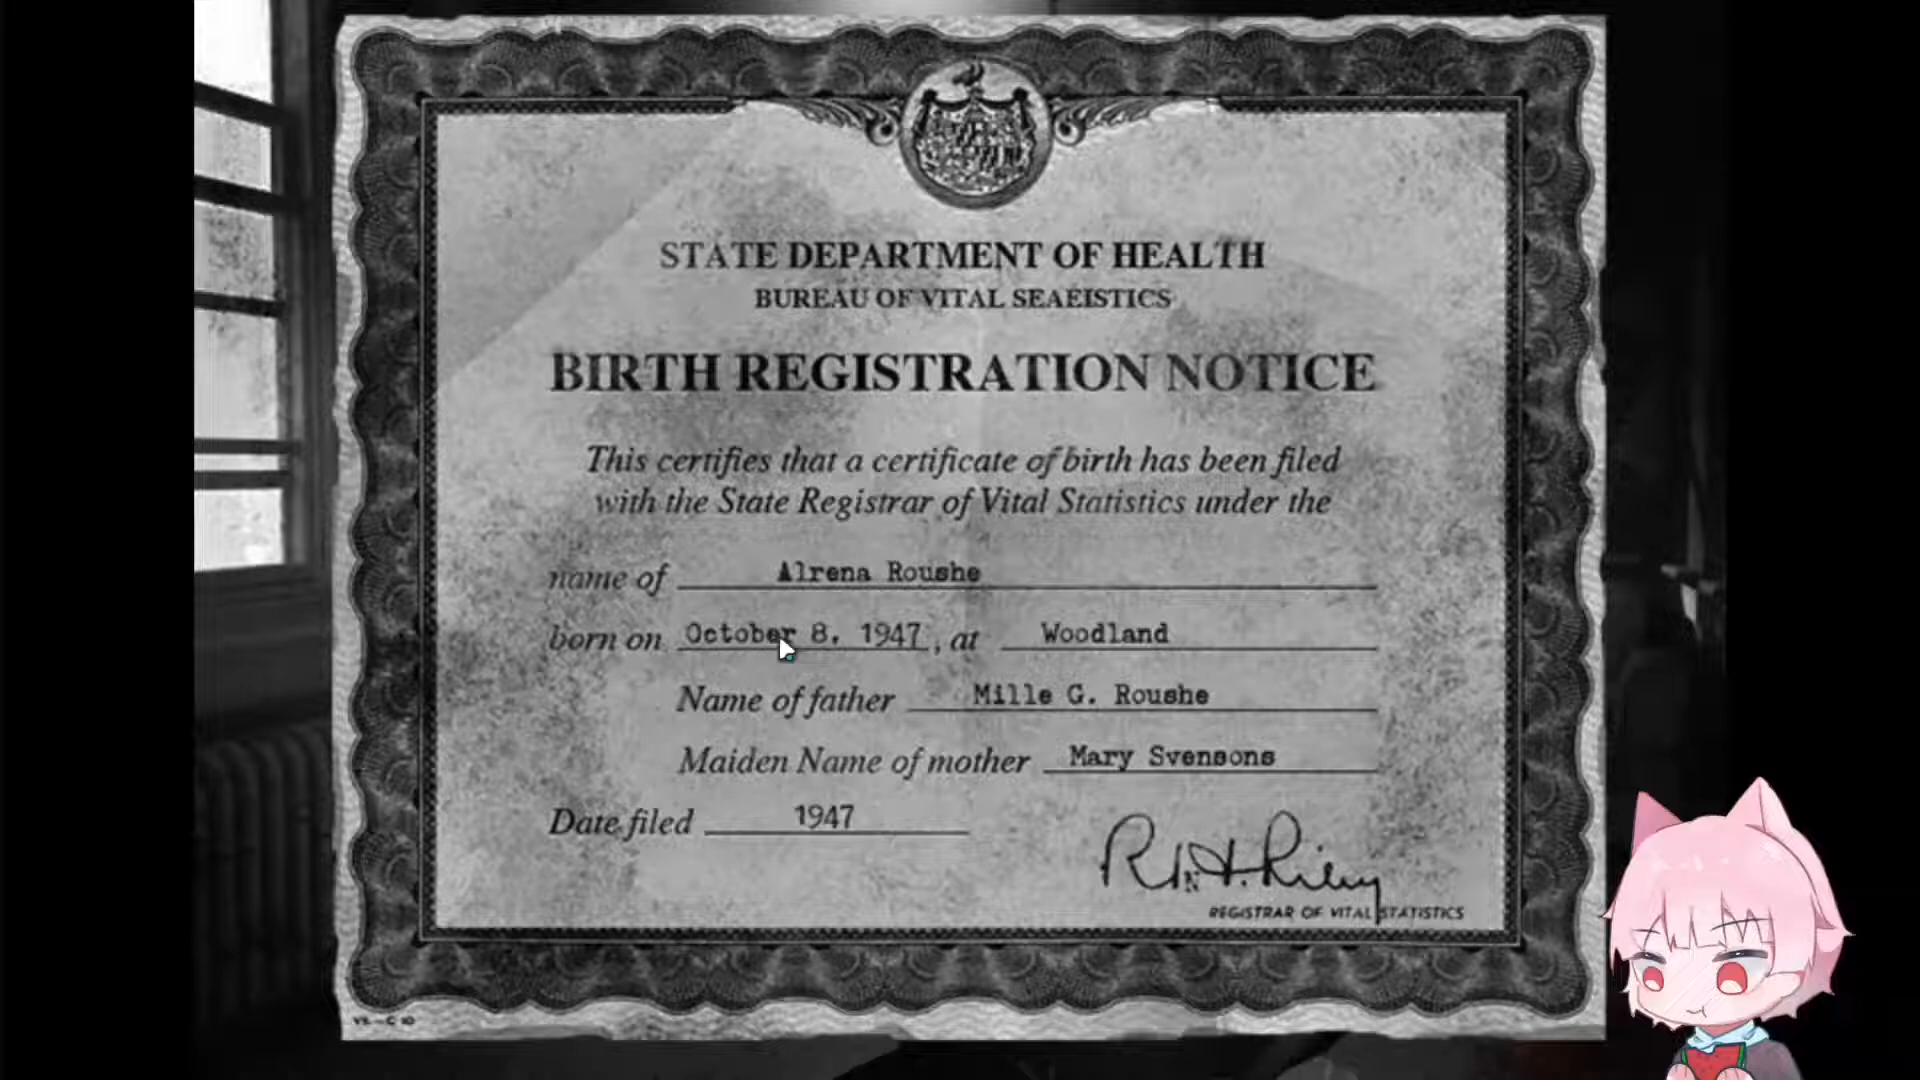 STATE DEPARTMENT OF HEALTH
BUREAU OF VITAL SEAEISTICS
BIRTH REGISTRATION NOTICE
This certifies that a certificate of birth has been filed
with the State Registrar of Vital Statistics under the
name of Alrena Roushe
born on October 8, 1947, at Woodland
Name of father Mille G. Roushe
Maiden Name of mother Mary Svensons
Date filed 1947
REGISTRAR OF VITAL STATISTICS